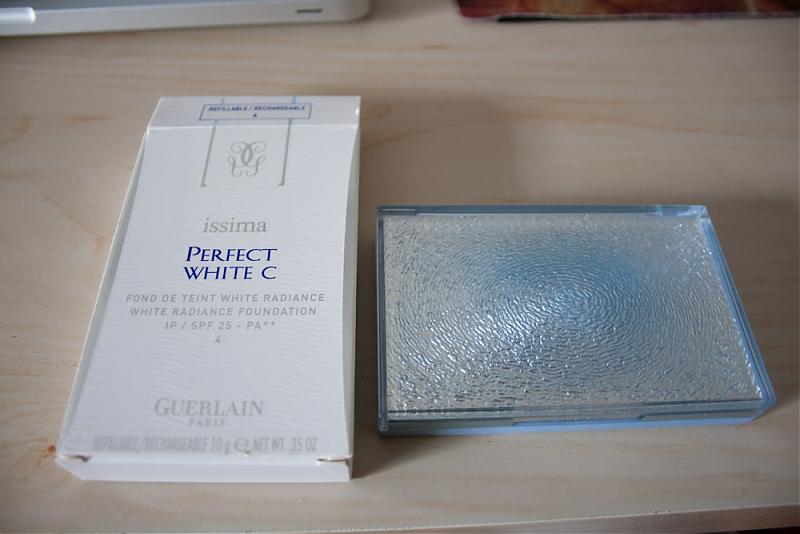 REFILLABLE / RECHARGEABLE
4
issima
PERFECT
WHITE C
FOND DE TEINT WHITE RADIANCE
WHITE RADIANCE FOUNDATION
IP / SPF 25 - PA++
4
GUERLAIN
PARIS
REFILLABLE/RECHARGEABLE 10 g ℮ NET WT .35 OZ